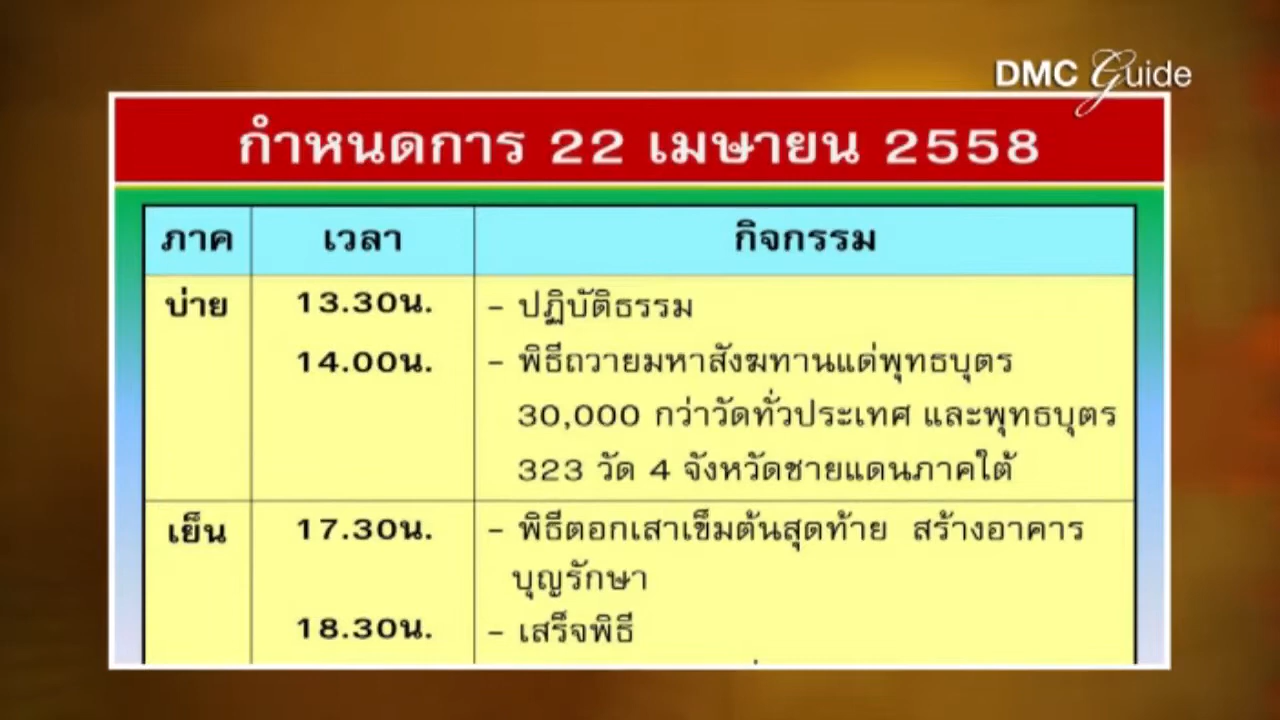 DMC Guide
กำหนดการ 22 เมษายน 2558
ภาค เวลา กิจกรรม
บ่าย 13.30น. - ปฏิบัติธรรม
14.00น. - พิธีถวายมหาสังฆทานแด่พุทธบุตร
30,000 กว่าวัดทั่วประเทศ และพุทธบุตร
323 วัด 4 จังหวัดชายแดนภาคใต้
เย็น 17.30น. - พิธีตอกเสาเข็มต้นสุดท้าย สร้างอาคาร
บุญรักษา
18.30น. - เสร็จพิธี